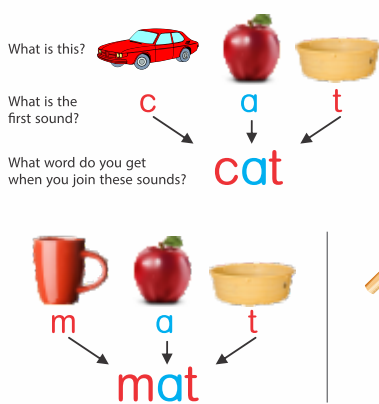 What is this?
What is the
first sound?
c a t
What word do you get
when you join these sounds?
cat
m a t
mat